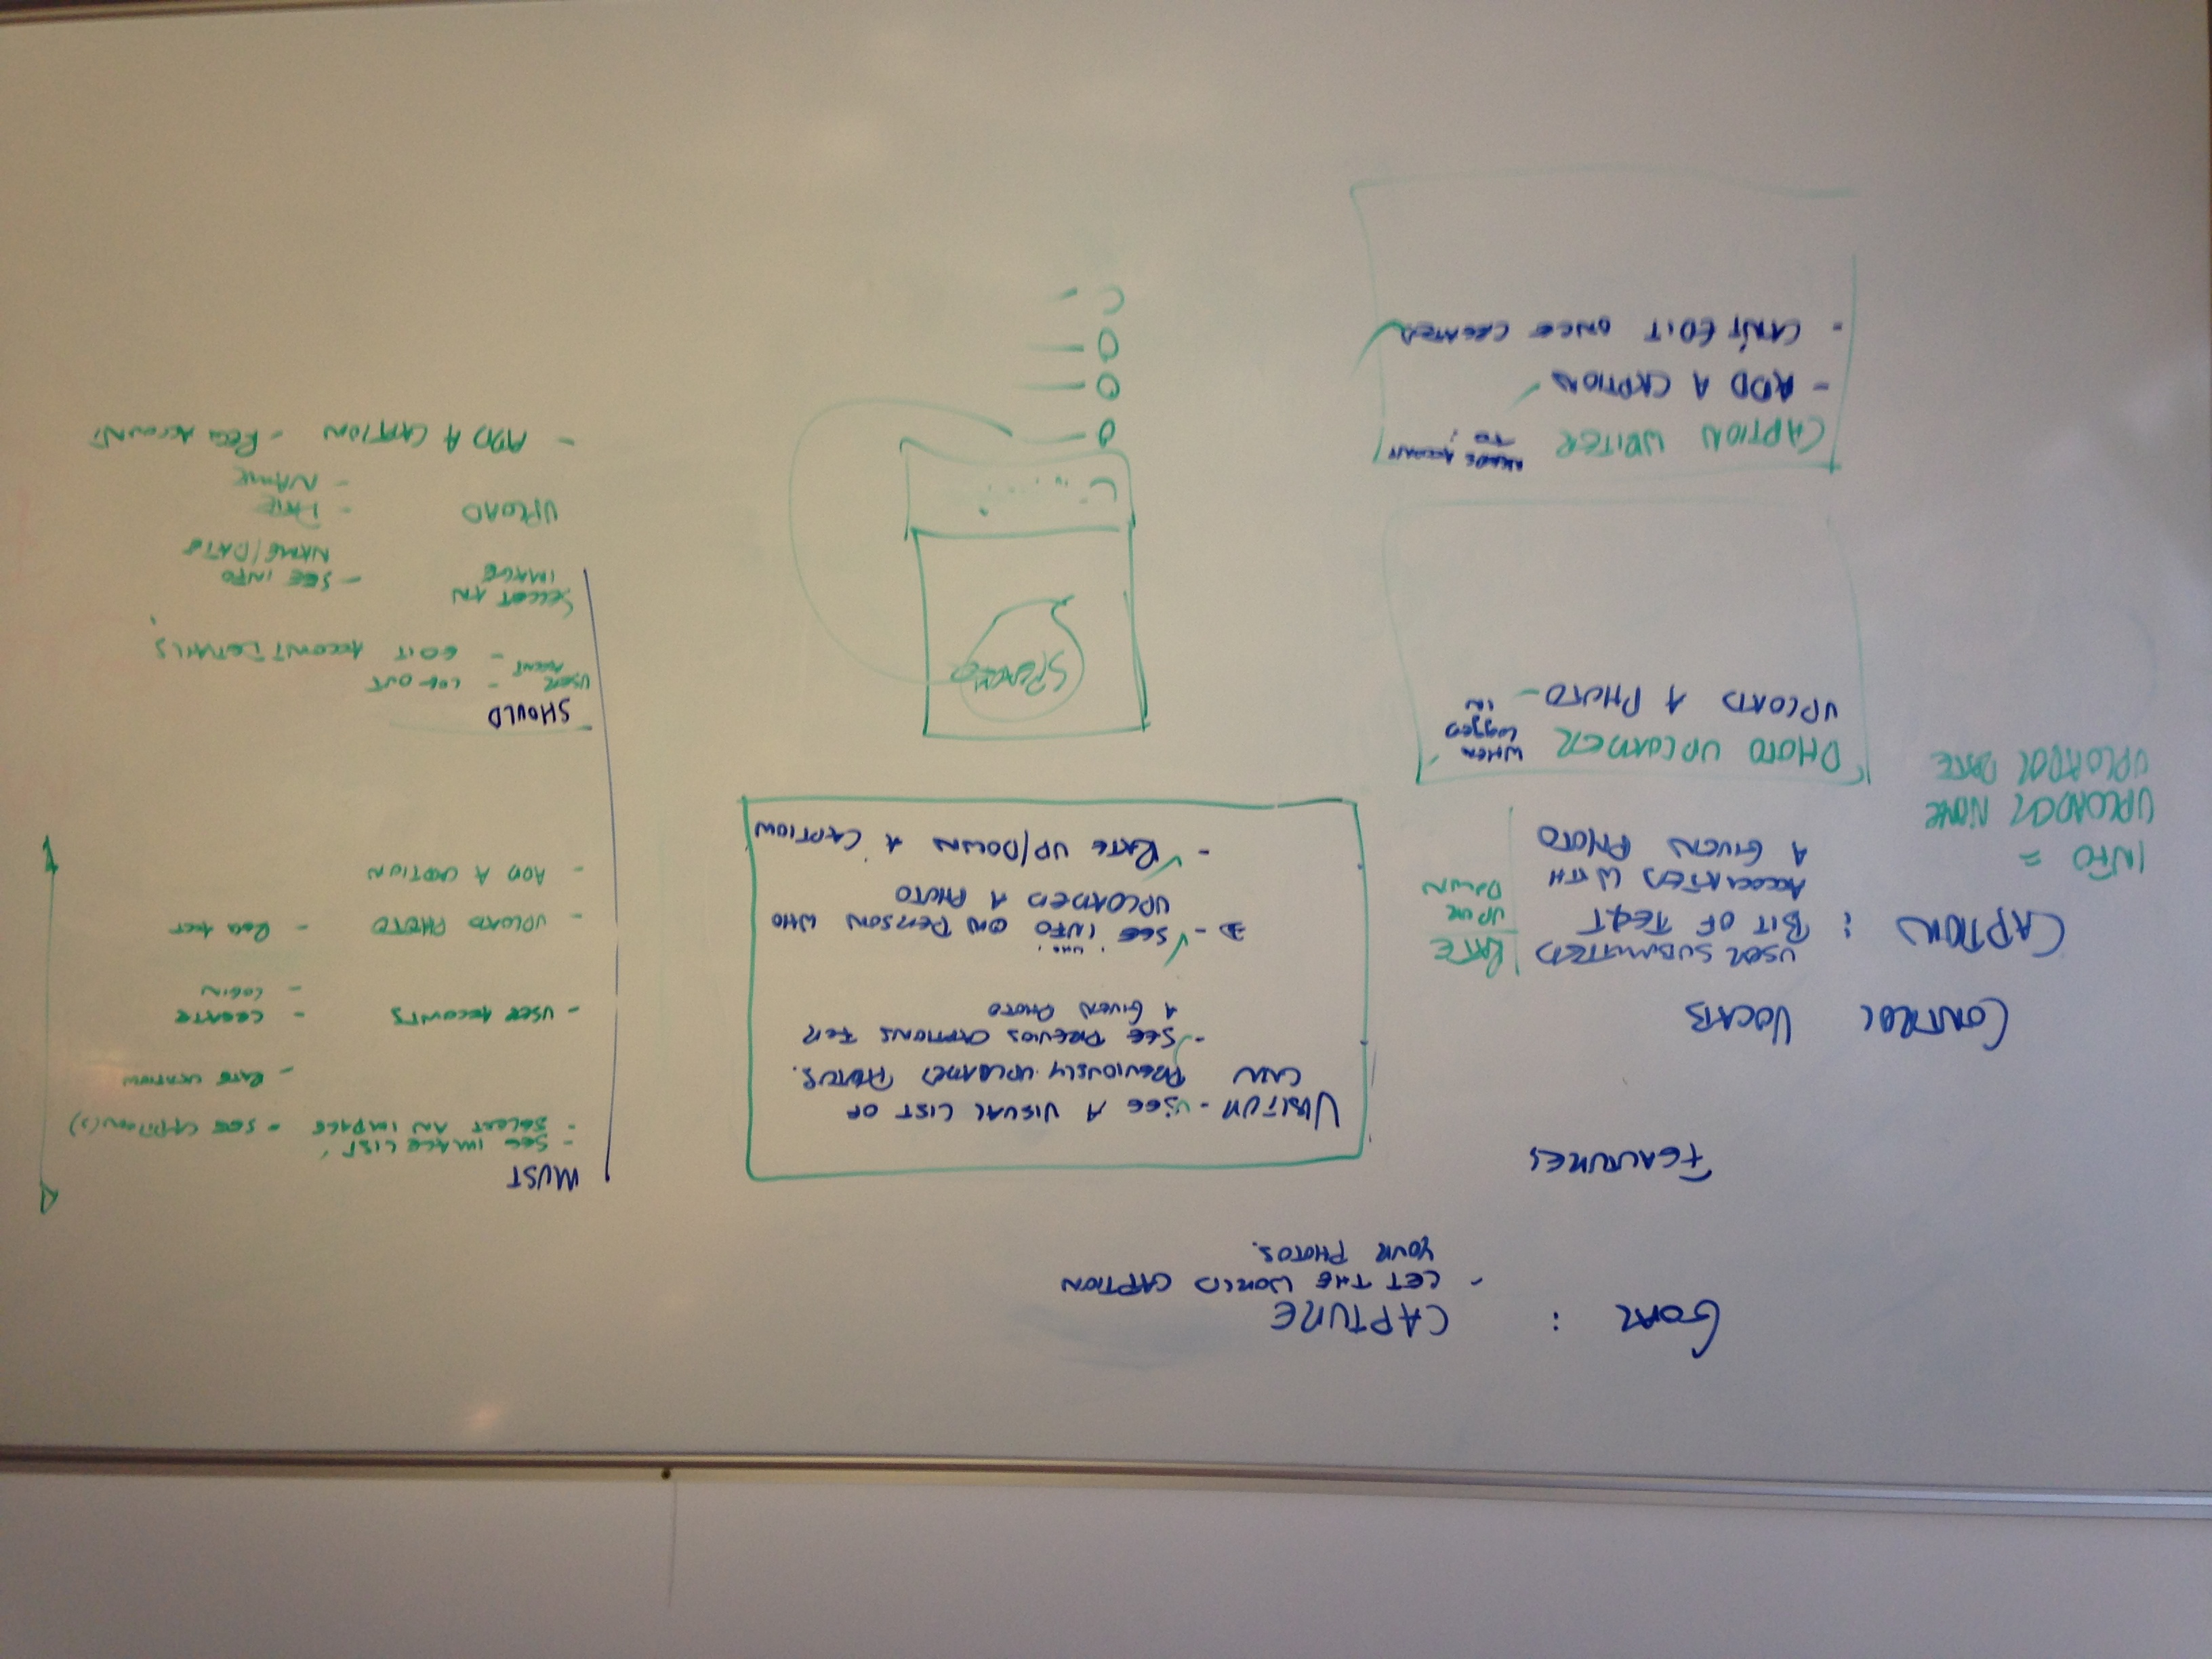 GOAL : CAPTURE
- LET THE WORLD CAPTION
YOUR PHOTOS.
FEAUTURES
CONTROL VOCAB
CAPTION : USER SUBMITTED
BIT OF TEXT
ASSOCIATED WITH
A GIVEN PHOTO
RATE
UP OR
DOWN
INFO =
UPLOADER NAME
UPLOADER DATE
VISITOR - SEE A VISUAL LIST OF
CAN PREVIOUSLY UPLOADED PHOTOS.
- SEE PREVIOS CAPTIONS FOR
A GIVEN PHOTO
"WHO"
- ✓ SEE INFO ON PERSON WHO
UPLOADED A PHOTO
- ✓ RATE UP/DOWN A CAPTION
PHOTO UPLOADER WHEN
LOGGED
UPLOAD A PHOTO - IN
CAPTION WRITER NEEDS ACCOUNT
TO :
- ADD A CAPTION ✓
- CAN'T EDIT ONCE CREATED ✓
SPEACH
MUST
- SEE IMAGE LIST
- SELECT AN IMPAGE - SEE CAPTION(S)
- RATE CAPTION
- USER ACCOUNTS - CREATE
- LOGIN
- UPLOAD PHOTO - REQ ACCT
- ADD A CAPTION
SHOULD
USER - LOG OUT
ACCOUNT - EDIT ACCOUNT DETAILS
SELECT AN
IMAGE - SEE INFO
NAME/DATE
UPLOAD - DATE
- NAME
- ADD A CAPTION - REQ ACCOUNT